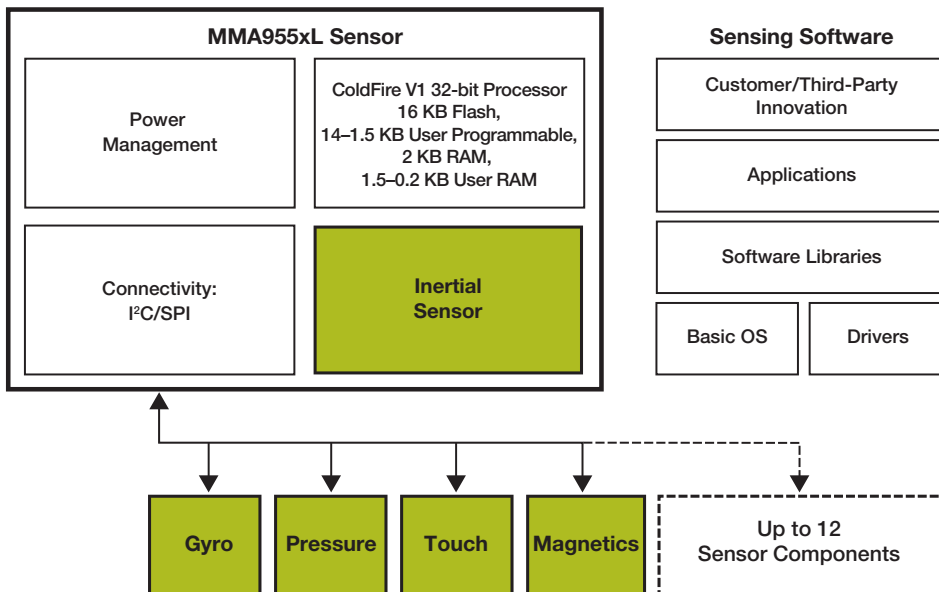 MMA955xL Sensor
Power
Management
ColdFire V1 32-bit Processor
16 KB Flash,
14–1.5 KB User Programmable,
2 KB RAM,
1.5–0.2 KB User RAM
Connectivity:
I²C/SPI
Inertial
Sensor
Sensing Software
Customer/Third-Party
Innovation
Applications
Software Libraries
Basic OS
Drivers
Gyro
Pressure
Touch
Magnetics
Up to 12
Sensor Components